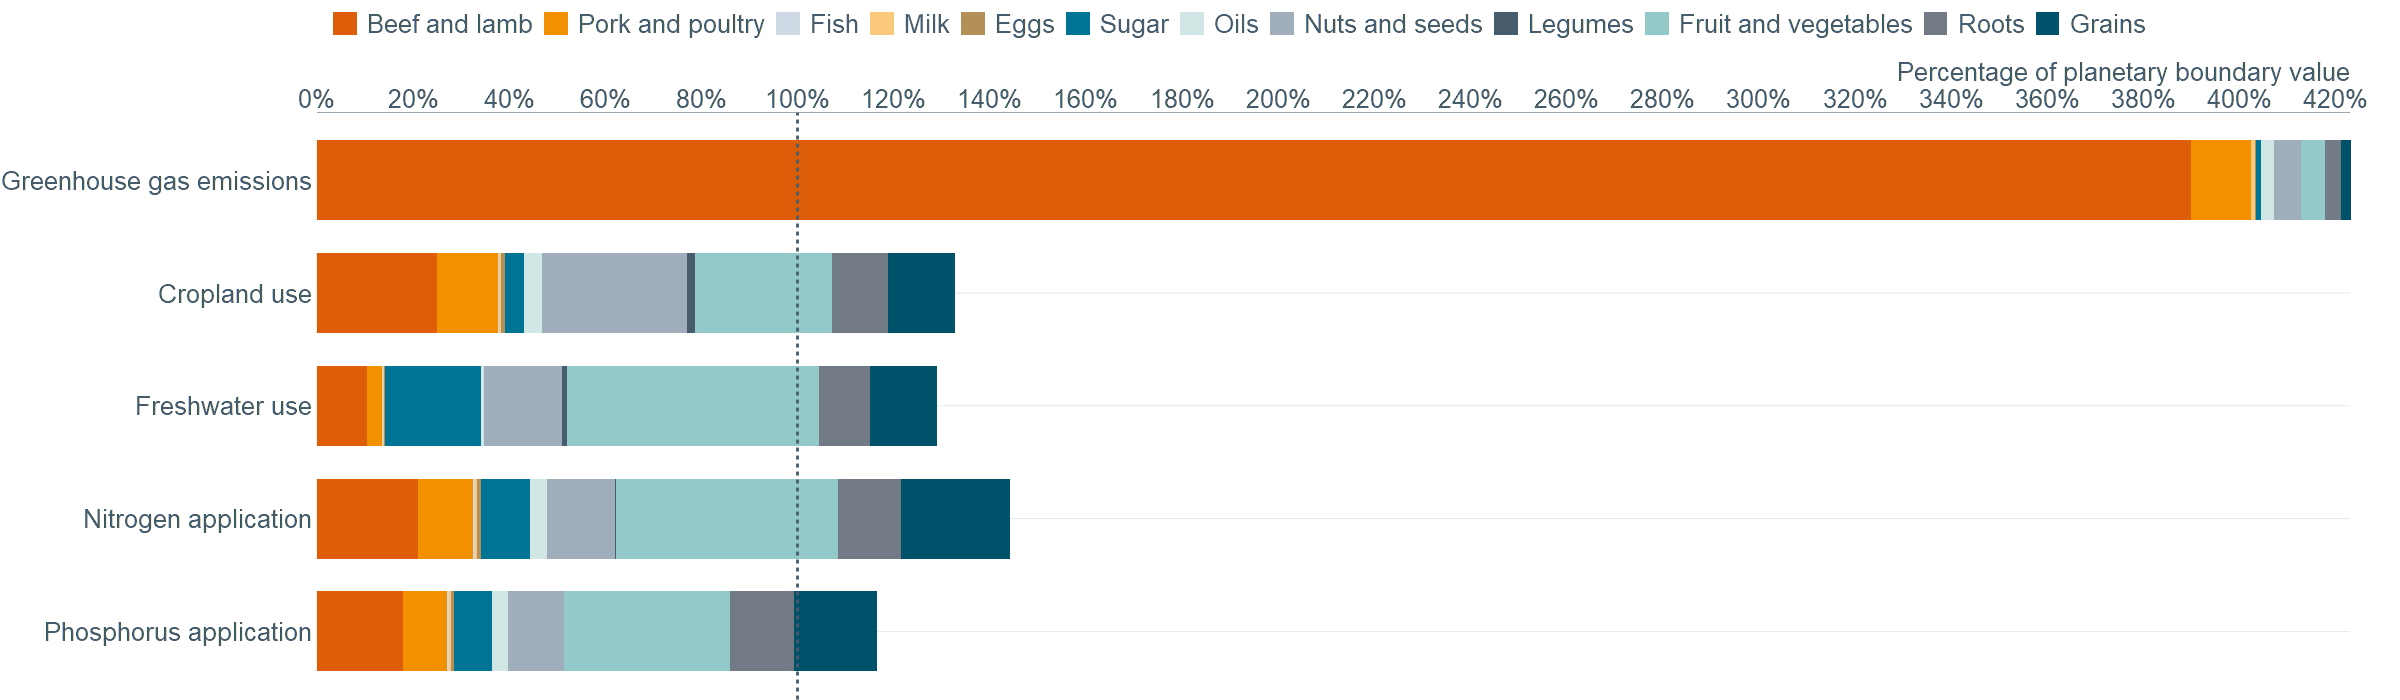 Beef and lamb Pork and poultry Fish Milk Eggs Sugar Oils Nuts and seeds Legumes Fruit and vegetables Roots Grains
Percentage of planetary boundary value
0% 20% 40% 60% 80% 100% 120% 140% 160% 180% 200% 220% 240% 260% 280% 300% 320% 340% 360% 380% 400% 420%
Greenhouse gas emissions
Cropland use
Freshwater use
Nitrogen application
Phosphorus application